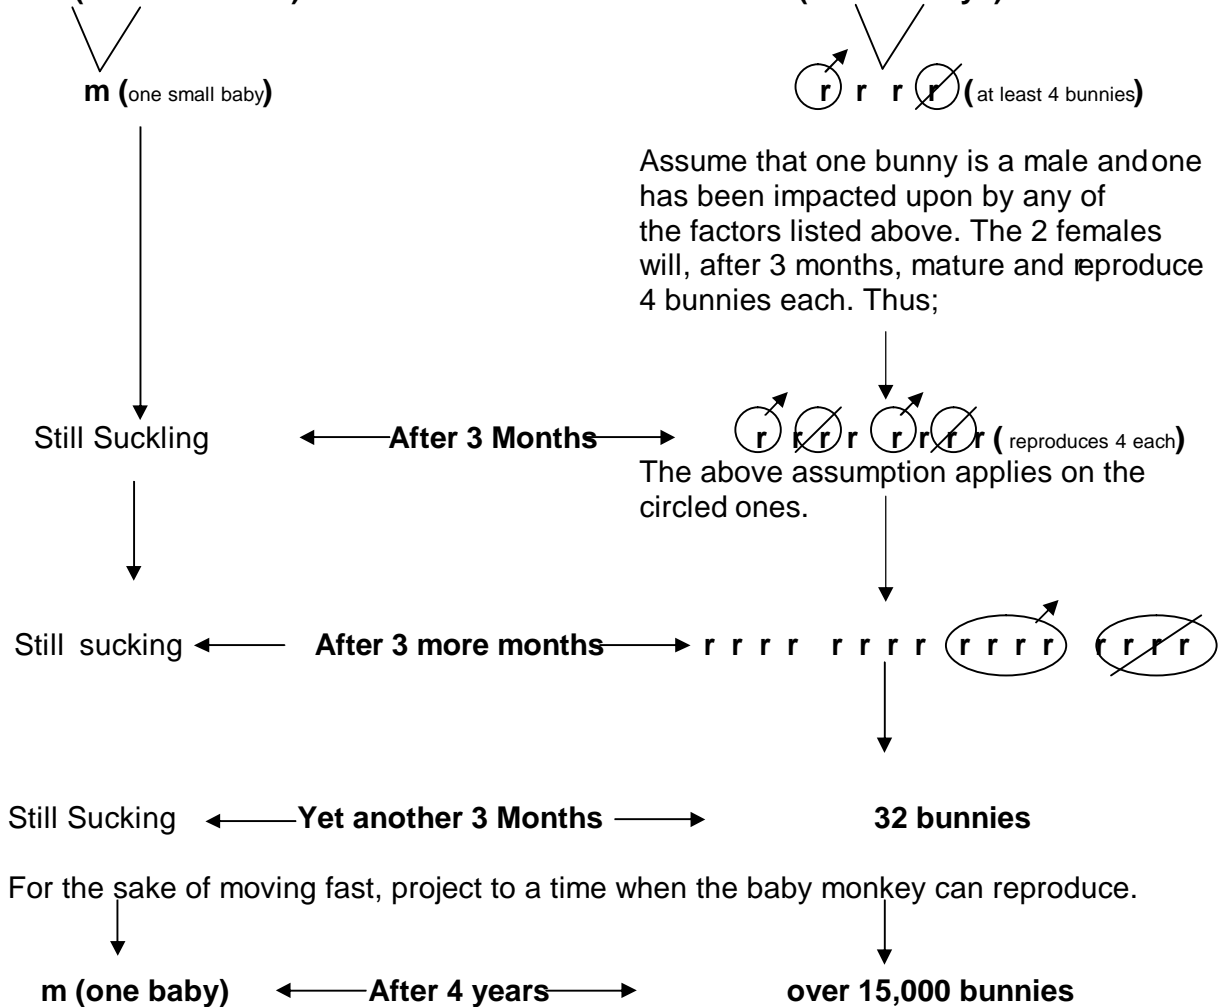 m (one small baby)
r r r r (at least 4 bunnies)
Assume that one bunny is a male and one
has been impacted upon by any of
the factors listed above. The 2 females
will, after 3 months, mature and reproduce
4 bunnies each. Thus;
Still Suckling After 3 Months r r r r r r r r ( reproduces 4 each)
The above assumption applies on the
circled ones.
Still sucking After 3 more months r r r r r r r r r r r r r r r r
Still Sucking Yet another 3 Months 32 bunnies
For the sake of moving fast, project to a time when the baby monkey can reproduce.
m (one baby) After 4 years over 15,000 bunnies